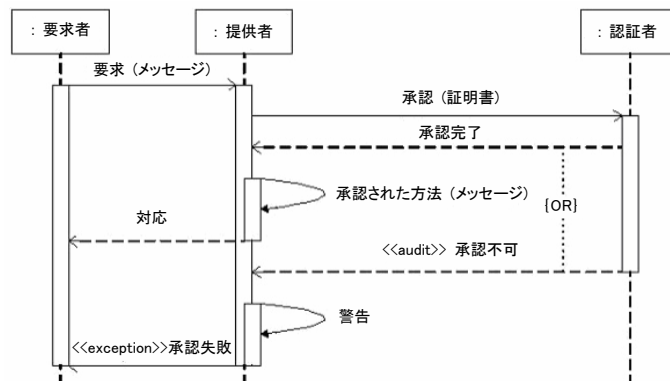 : 要求者
: 提供者
: 認証者
要求 (メッセージ)
承認 (証明書)
承認完了
承認された方法 (メッセージ)
{OR}
対応
<<audit>> 承認不可
警告
<<exception>>承認失敗